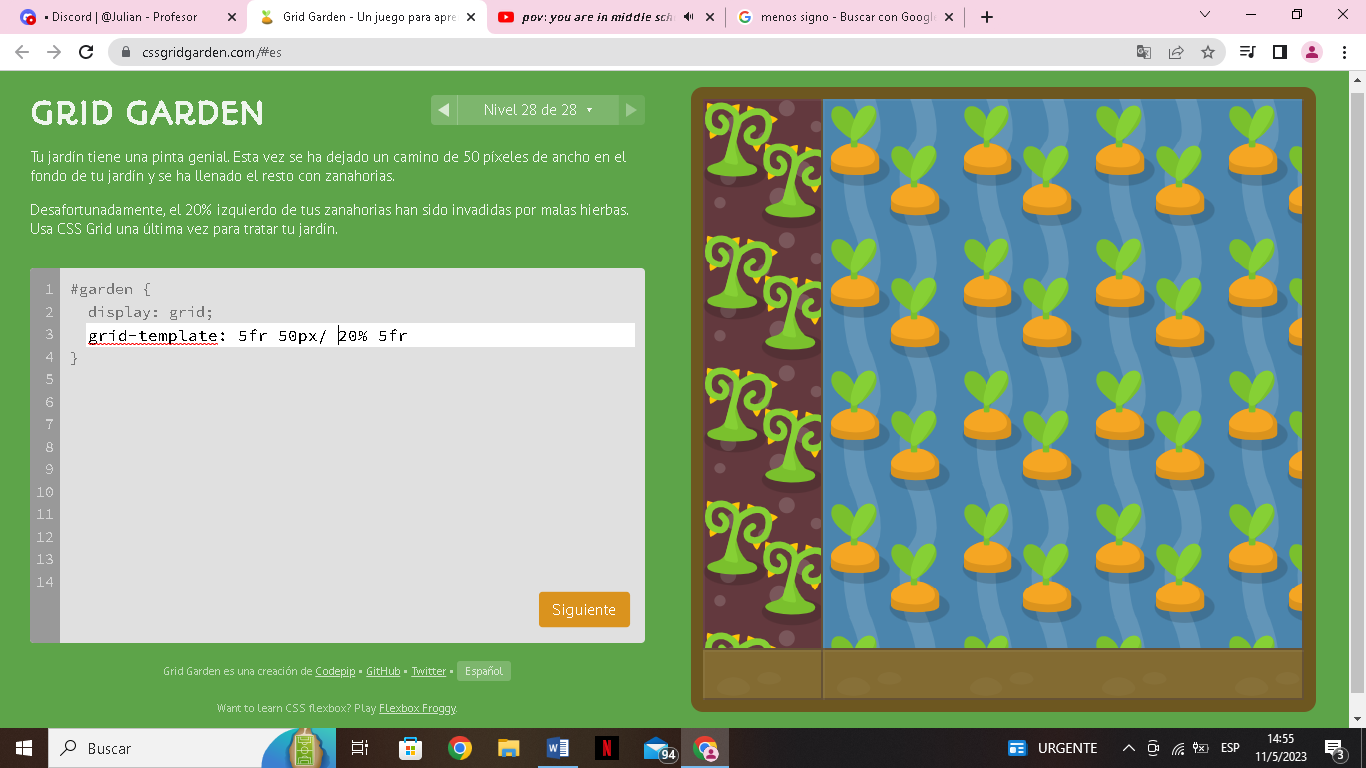 • Discord | @Julian - Profesor
Grid Garden - Un juego para apre
pov: you are in middle sch
menos signo - Buscar con Googl
cssgridgarden.com/#es
GRID GARDEN
Nivel 28 de 28
Tu jardín tiene una pinta genial. Esta vez se ha dejado un camino de 50 píxeles de ancho en el
fondo de tu jardín y se ha llenado el resto con zanahorias.
Desafortunadamente, el 20% izquierdo de tus zanahorias han sido invadidas por malas hierbas.
Usa CSS Grid una última vez para tratar tu jardín.
1 #garden {
2 display: grid;
3 grid-template: 5fr 50px/ 20% 5fr
4 }
5
6
7
8
9
10
11
12
13
14
Siguiente
Grid Garden es una creación de Codepip • GitHub • Twitter • Español
Want to learn CSS flexbox? Play Flexbox Froggy.
Buscar
94
URGENTE
ESP
14:55
11/5/2023
3